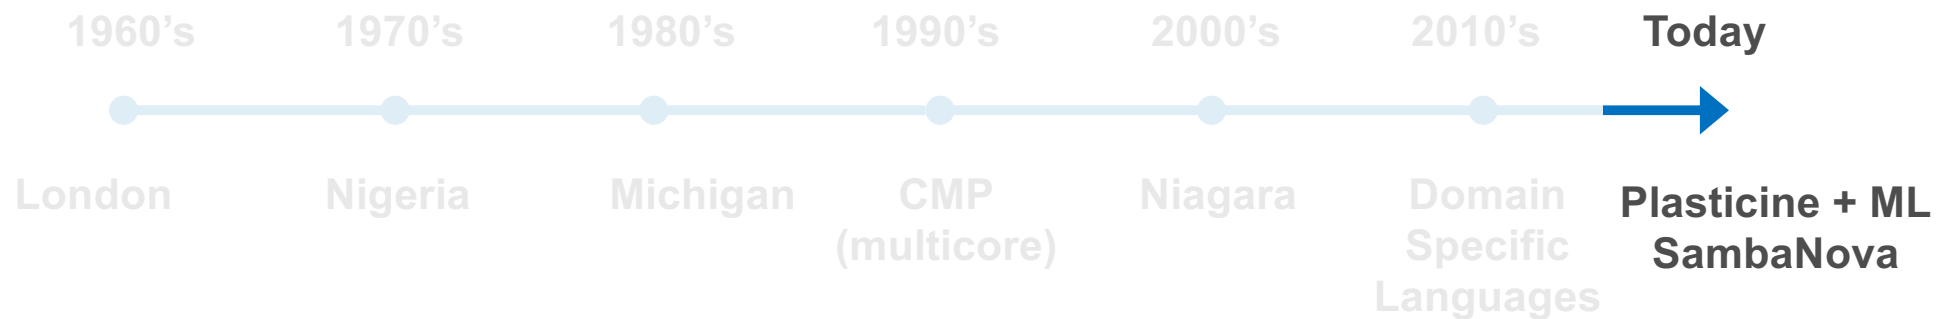 1960’s 1970’s 1980’s 1990’s 2000’s 2010’s Today
London Nigeria Michigan CMP Niagara Domain Plasticine + ML
(multicore) Specific SambaNova
Languages